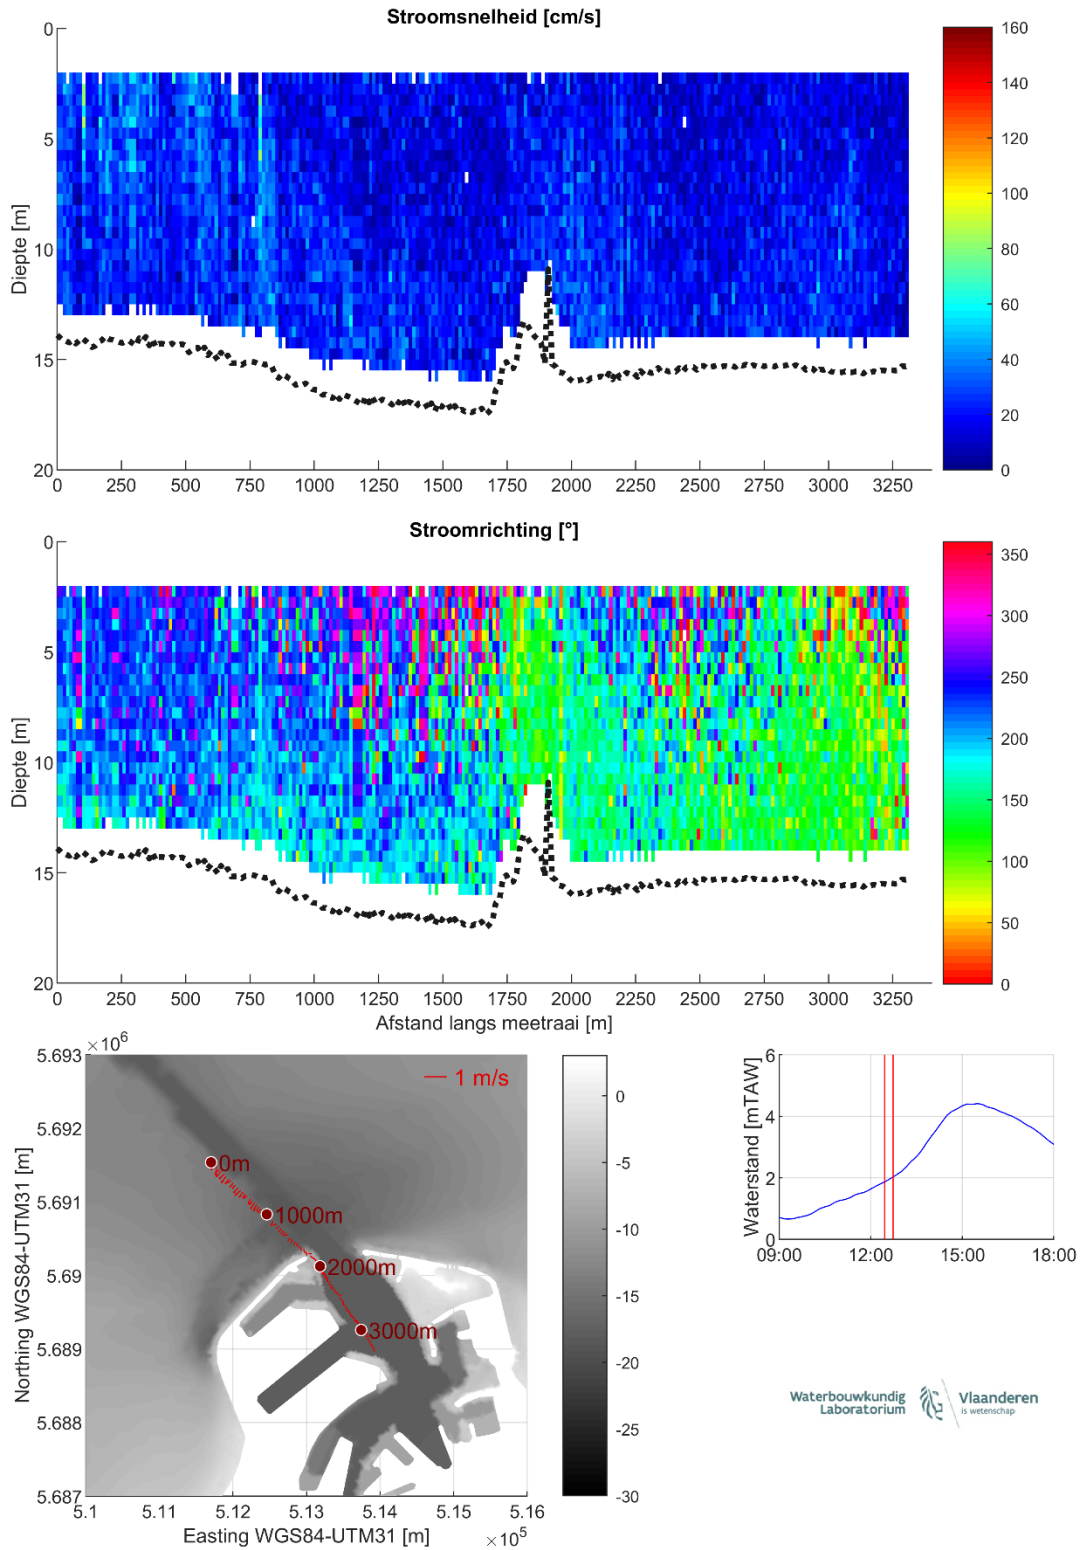 Stroomsnelheid [cm/s]
0
5
10
15
20
Diepte [m]
0 250 500 750 1000 1250 1500 1750 2000 2250 2500 2750 3000 3250
160
140
120
100
80
60
40
20
0
Stroomrichting [°]
0
5
10
15
20
Diepte [m]
0 250 500 750 1000 1250 1500 1750 2000 2250 2500 2750 3000 3250
Afstand langs meetraai [m]
350
300
250
200
150
100
50
0
×10⁶
5.693
5.692
5.691
5.69
5.689
5.688
5.687
Northing WGS84-UTM31 [m]
1 m/s
0m
1000m
2000m
3000m
5.1 5.11 5.12 5.13 5.14 5.15 5.16
Easting WGS84-UTM31 [m]
×10⁵
0
-5
-10
-15
-20
-25
-30
Waterstand [mTAW]
6
4
2
0
09:00 12:00 15:00 18:00
Waterbouwkundig
Laboratorium
Vlaanderen
is wetenschap